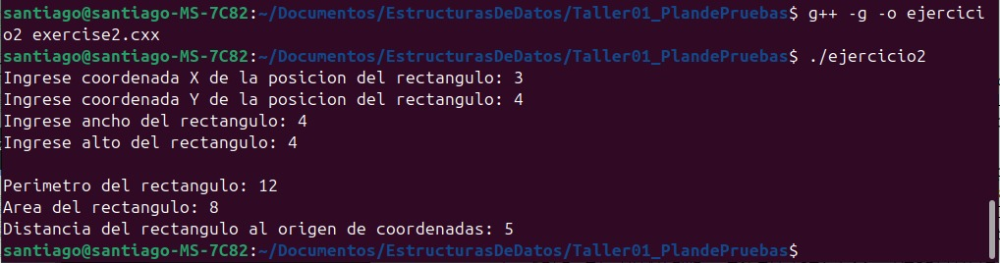 santiago@santiago-MS-7C82:~/Documentos/EstructurasDeDatos/Taller01_PlandePruebas$ g++ -g -o ejercici
o2 exercise2.cxx
santiago@santiago-MS-7C82:~/Documentos/EstructurasDeDatos/Taller01_PlandePruebas$ ./ejercicio2
Ingrese coordenada X de la posicion del rectangulo: 3
Ingrese coordenada Y de la posicion del rectangulo: 4
Ingrese ancho del rectangulo: 4
Ingrese alto del rectangulo: 4

Perimetro del rectangulo: 12
Area del rectangulo: 8
Distancia del rectangulo al origen de coordenadas: 5
santiago@santiago-MS-7C82:~/Documentos/EstructurasDeDatos/Taller01_PlandePruebas$